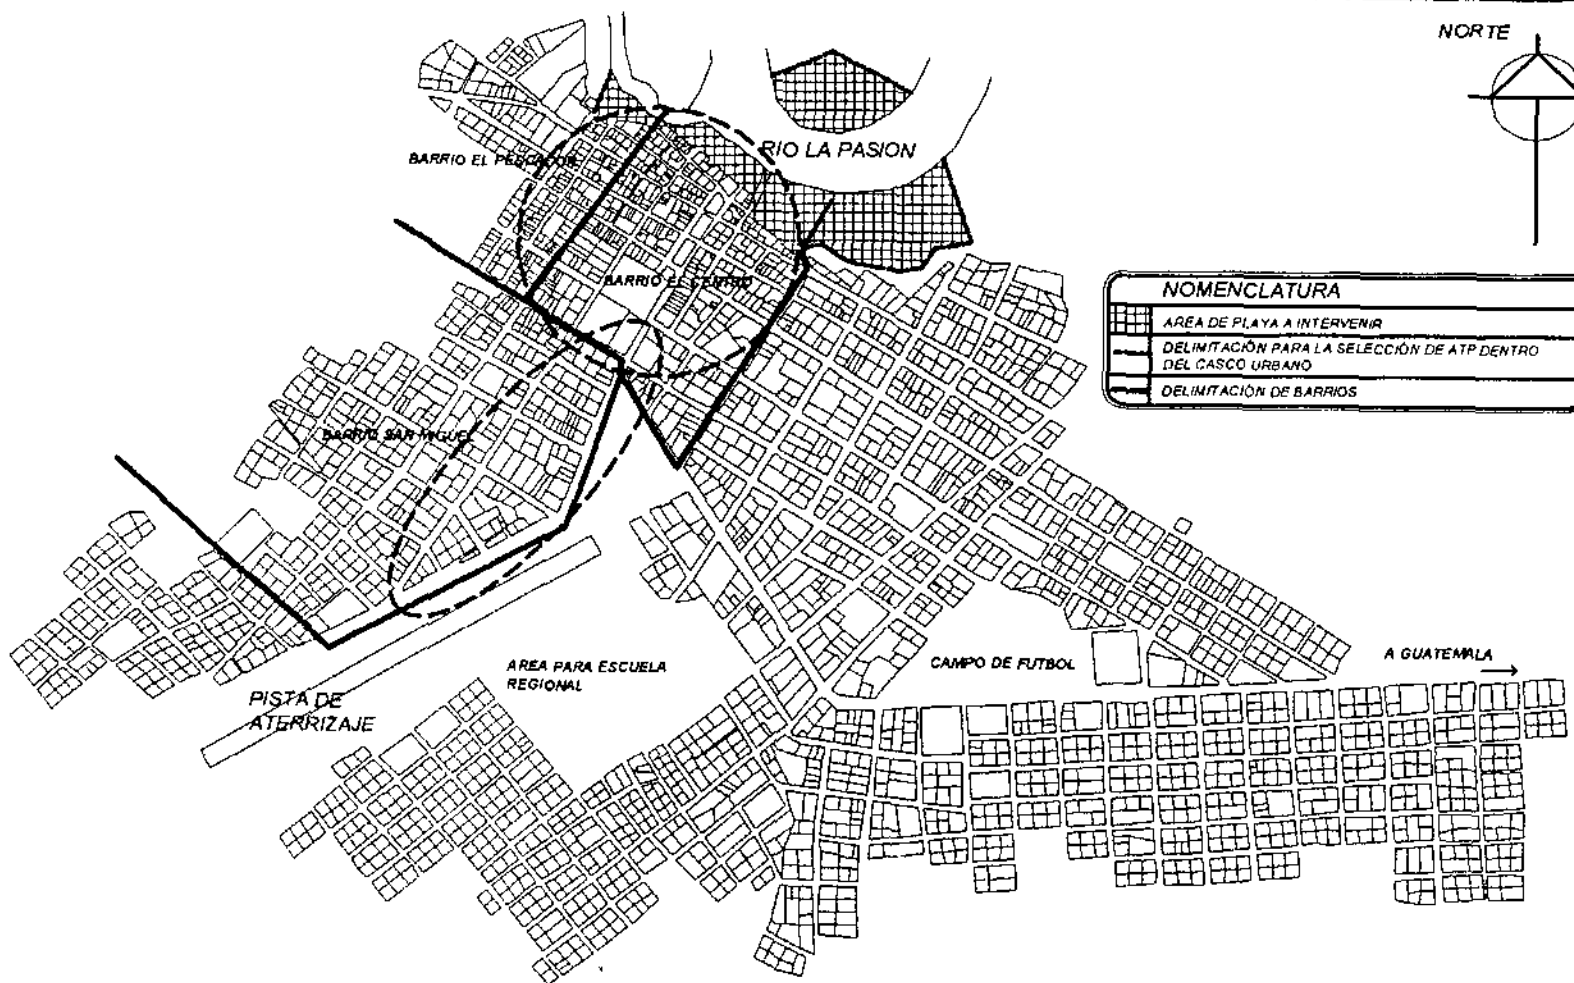 NORTE
RIO LA PASION
BARRIO EL PESCADOR
BARRIO EL CENTRO
NOMENCLATURA
AREA DE PLAYA A INTERVENIR
DELIMITACIÓN PARA LA SELECCIÓN DE ATP DENTRO
DEL CASCO URBANO
DELIMITACIÓN DE BARRIOS
BARRIO SAN MIGUEL
AREA PARA ESCUELA
REGIONAL
CAMPO DE FUTBOL
A GUATEMALA
PISTA DE
ATERRIZAJE